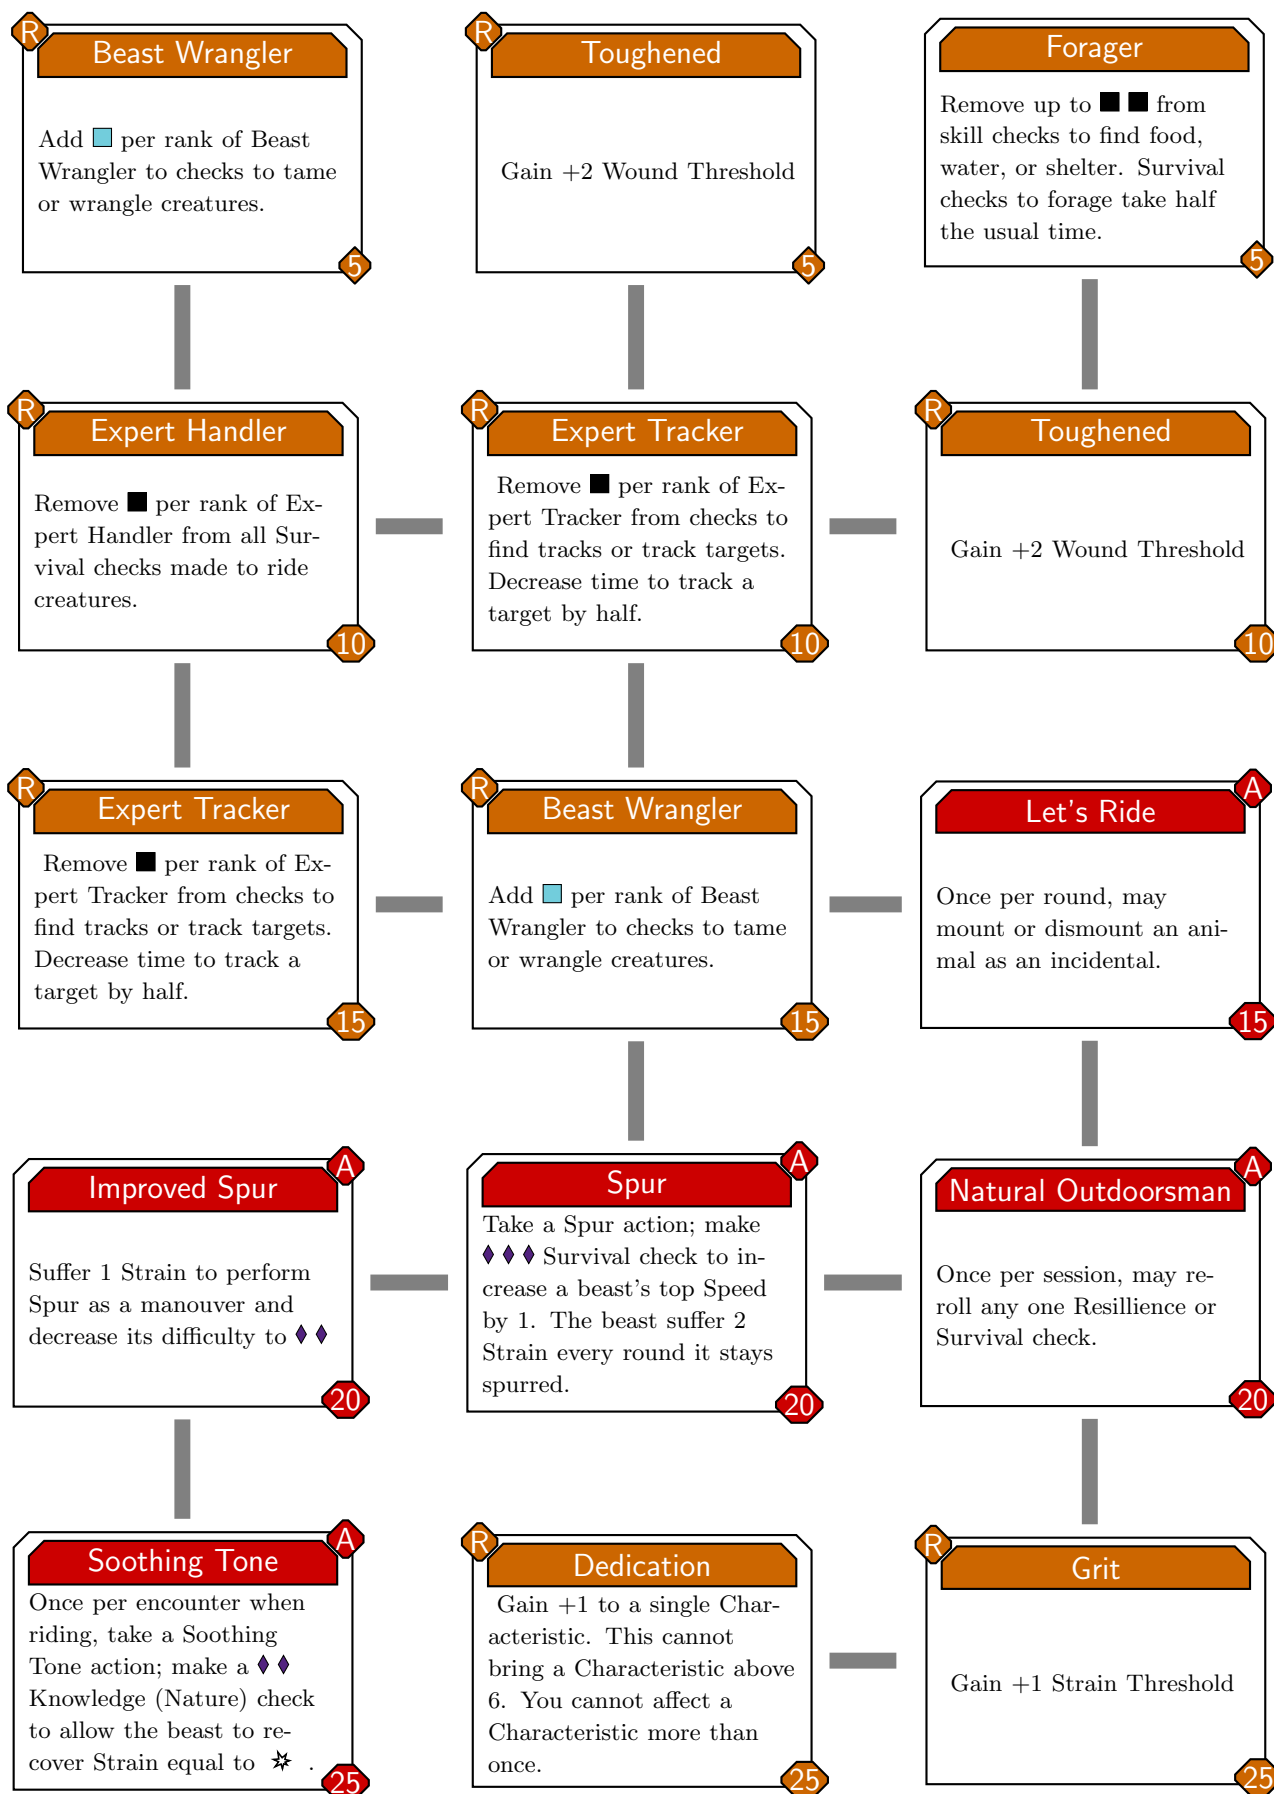 R
Beast Wrangler
Add per rank of Beast
Wrangler to checks to tame
or wrangle creatures.
5
R
Toughened
Gain +2 Wound Threshold
5
Forager
Remove up to from
skill checks to find food,
water, or shelter. Survival
checks to forage take half
the usual time.
5
R
Expert Handler
Remove per rank of Ex-
pert Handler from all Sur-
vival checks made to ride
creatures.
10
R
Expert Tracker
Remove per rank of Ex-
pert Tracker from checks to
find tracks or track targets.
Decrease time to track a
target by half.
10
R
Toughened
Gain +2 Wound Threshold
10
R
Expert Tracker
Remove per rank of Ex-
pert Tracker from checks to
find tracks or track targets.
Decrease time to track a
target by half.
15
R
Beast Wrangler
Add per rank of Beast
Wrangler to checks to tame
or wrangle creatures.
15
A
Let's Ride
Once per round, may
mount or dismount an ani-
mal as an incidental.
15
A
Improved Spur
Suffer 1 Strain to perform
Spur as a manouver and
decrease its difficulty to
20
A
Spur
Take a Spur action; make
Survival check to in-
crease a beast's top Speed
by 1. The beast suffer 2
Strain every round it stays
spurred.
20
A
Natural Outdoorsman
Once per session, may re-
roll any one Resillience or
Survival check.
20
A
Soothing Tone
Once per encounter when
riding, take a Soothing
Tone action; make a
Knowledge (Nature) check
to allow the beast to re-
cover Strain equal to .
25
R
Dedication
Gain +1 to a single Char-
acteristic. This cannot
bring a Characteristic above
6. You cannot affect a
Characteristic more than
once.
25
R
Grit
Gain +1 Strain Threshold
25